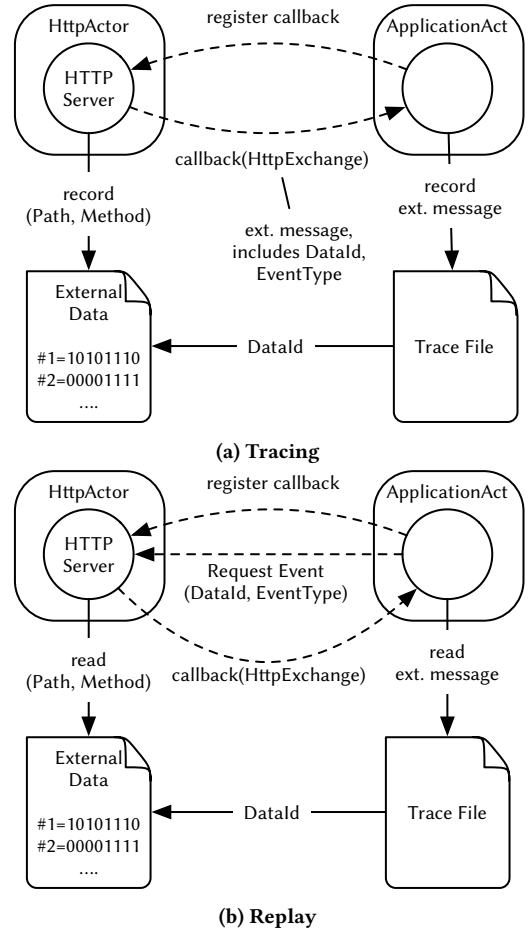 register callback
HttpActor
ApplicationAct
HTTP
Server
callback(HttpExchange)
record
(Path, Method)
record
ext. message
ext. message,
includes DataId,
EventType
External
Data
#1=10101110
#2=00001111
....
DataId
Trace File
(a) Tracing
register callback
HttpActor
ApplicationAct
HTTP
Server
Request Event
(DataId, EventType)
read
(Path, Method)
callback(HttpExchange)
read
ext. message
External
Data
#1=10101110
#2=00001111
....
DataId
Trace File
(b) Replay